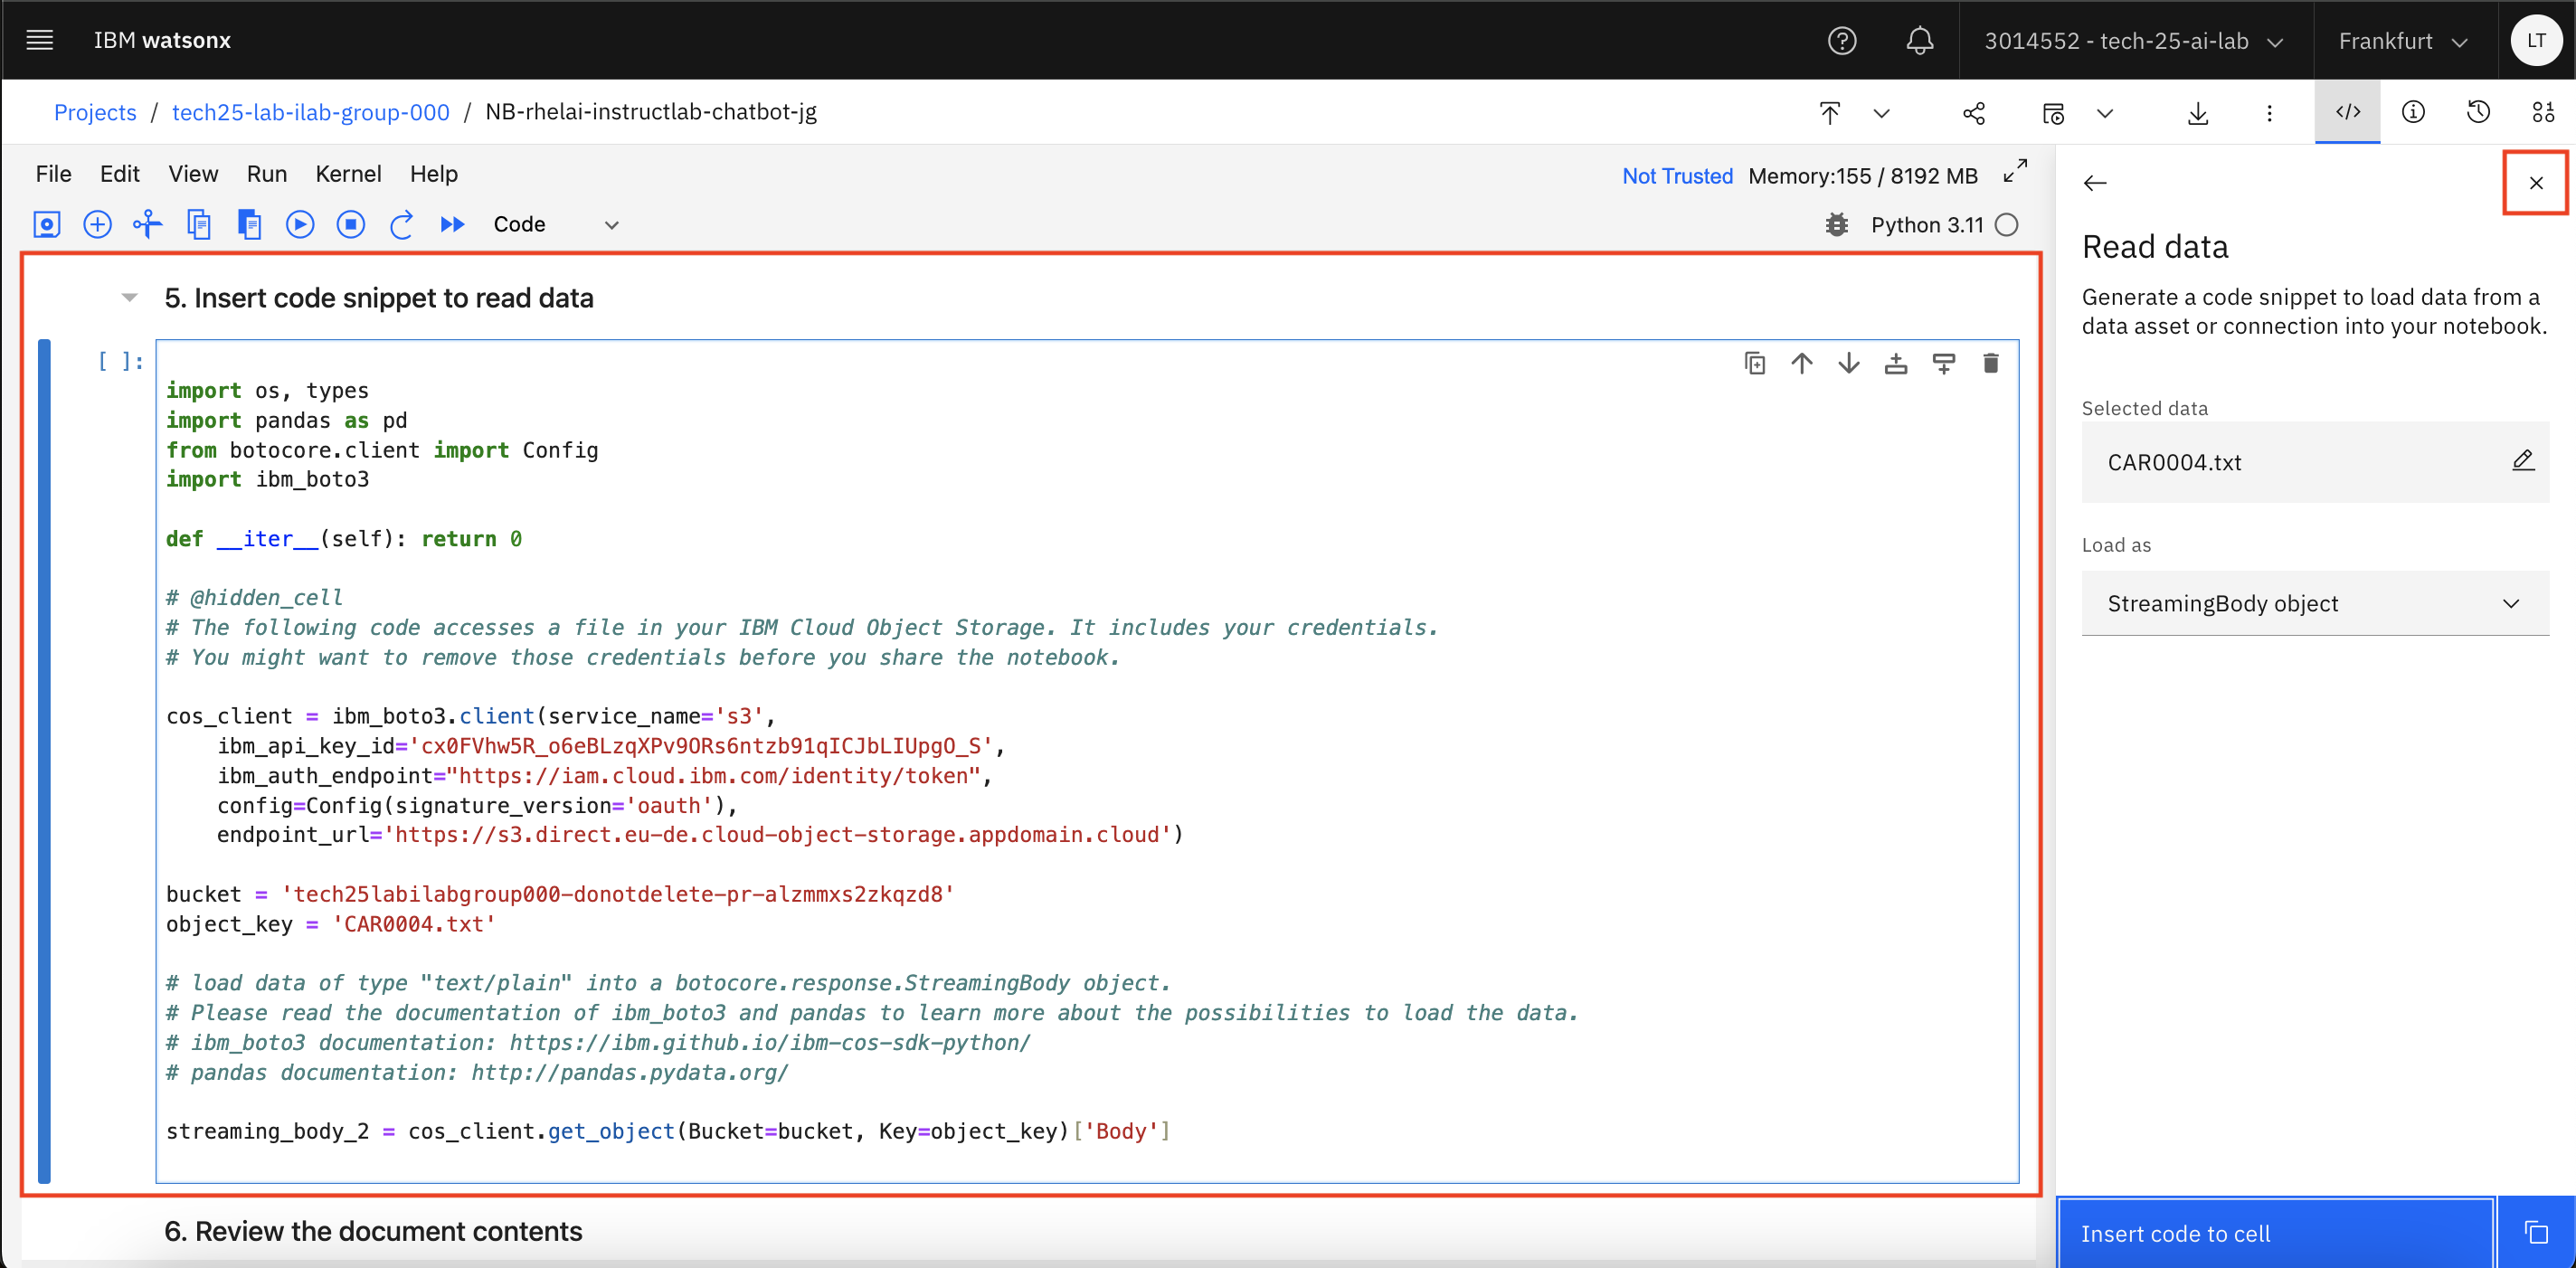 IBM watsonx
3014552 - tech-25-ai-lab
Frankfurt
LT
Projects / tech25-lab-ilab-group-000 / NB-rhelai-instructlab-chatbot-jg
File Edit View Run Kernel Help
Not Trusted Memory:155 / 8192 MB
Code
Python 3.11
5. Insert code snippet to read data
[ ]:
import os, types
import pandas as pd
from botocore.client import Config
import ibm_boto3
def __iter__(self): return 0
# @hidden_cell
# The following code accesses a file in your IBM Cloud Object Storage. It includes your credentials.
# You might want to remove those credentials before you share the notebook.
cos_client = ibm_boto3.client(service_name='s3',
ibm_api_key_id='cx0FVhw5R_o6eBLzqXPv9ORs6ntzb91qICJbLIUpgO_S',
ibm_auth_endpoint="https://iam.cloud.ibm.com/identity/token",
config=Config(signature_version='oauth'),
endpoint_url='https://s3.direct.eu-de.cloud-object-storage.appdomain.cloud')
bucket = 'tech25labilabgroup000-donotdelete-pr-alzmmxs2zkqzd8'
object_key = 'CAR0004.txt'
# load data of type "text/plain" into a botocore.response.StreamingBody object.
# Please read the documentation of ibm_boto3 and pandas to learn more about the possibilities to load the data.
# ibm_boto3 documentation: https://ibm.github.io/ibm-cos-sdk-python/
# pandas documentation: http://pandas.pydata.org/
streaming_body_2 = cos_client.get_object(Bucket=bucket, Key=object_key)['Body']
6. Review the document contents
Read data
Generate a code snippet to load data from a
data asset or connection into your notebook.
Selected data
CAR0004.txt
Load as
StreamingBody object
Insert code to cell